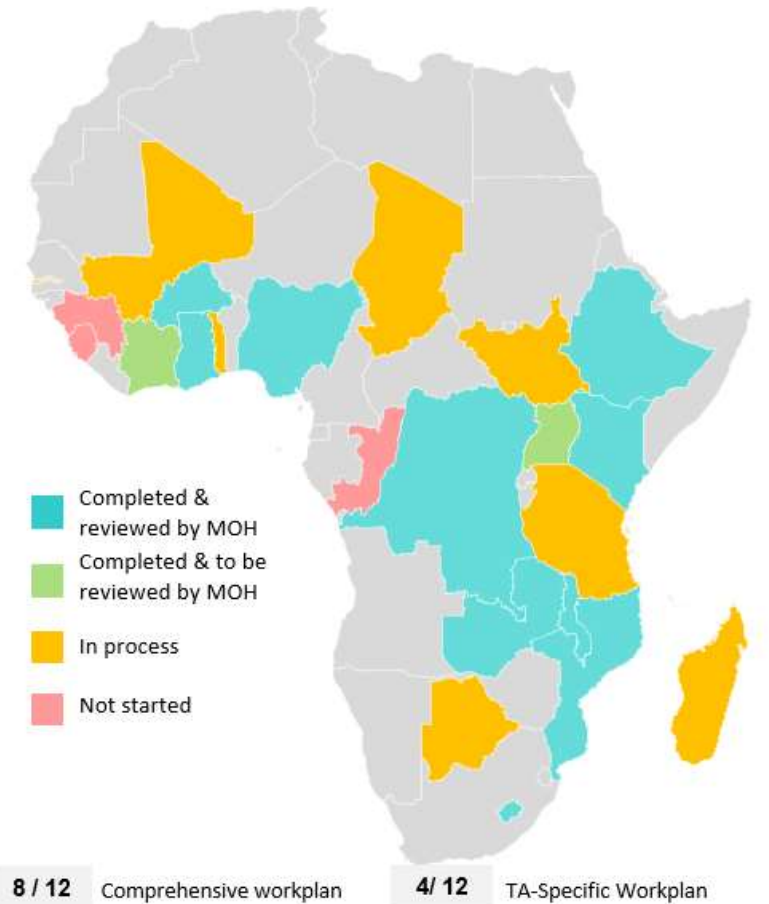 Completed &
reviewed by MOH
Completed & to be
reviewed by MOH
In process
Not started
8 / 12 Comprehensive workplan 4/ 12 TA-Specific Workplan